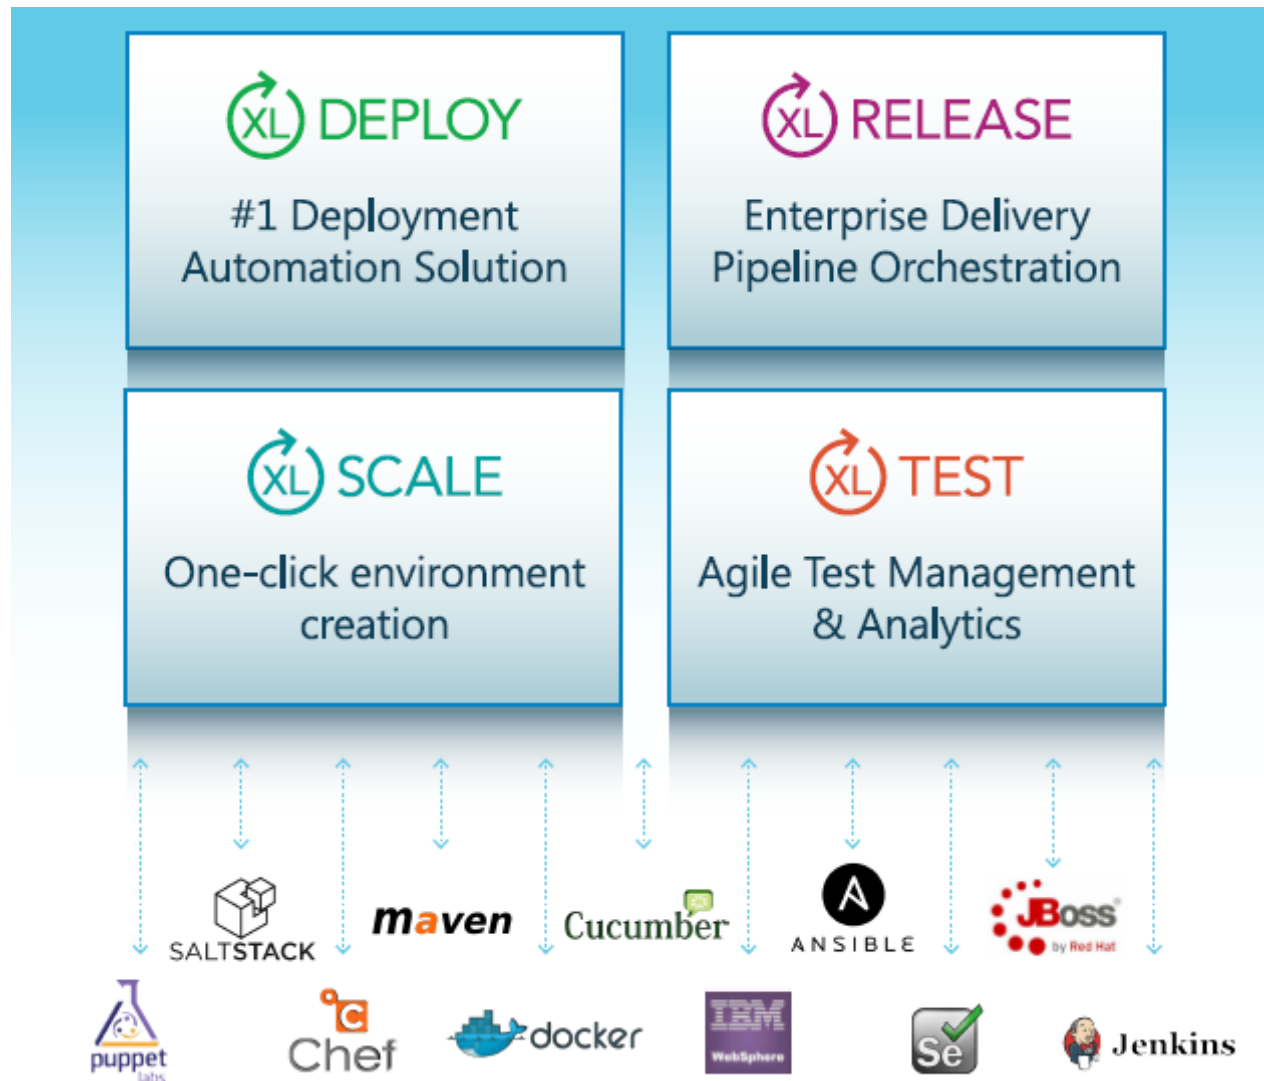 XL DEPLOY
#1 Deployment
Automation Solution
XL RELEASE
Enterprise Delivery
Pipeline Orchestration
XL SCALE
One-click environment
creation
XL TEST
Agile Test Management
& Analytics
SALTSTACK
maven
Cucumber
ANSIBLE
JBoss®
by Red Hat
puppet
labs
Chef
docker
IBM
WebSphere
Se
Jenkins